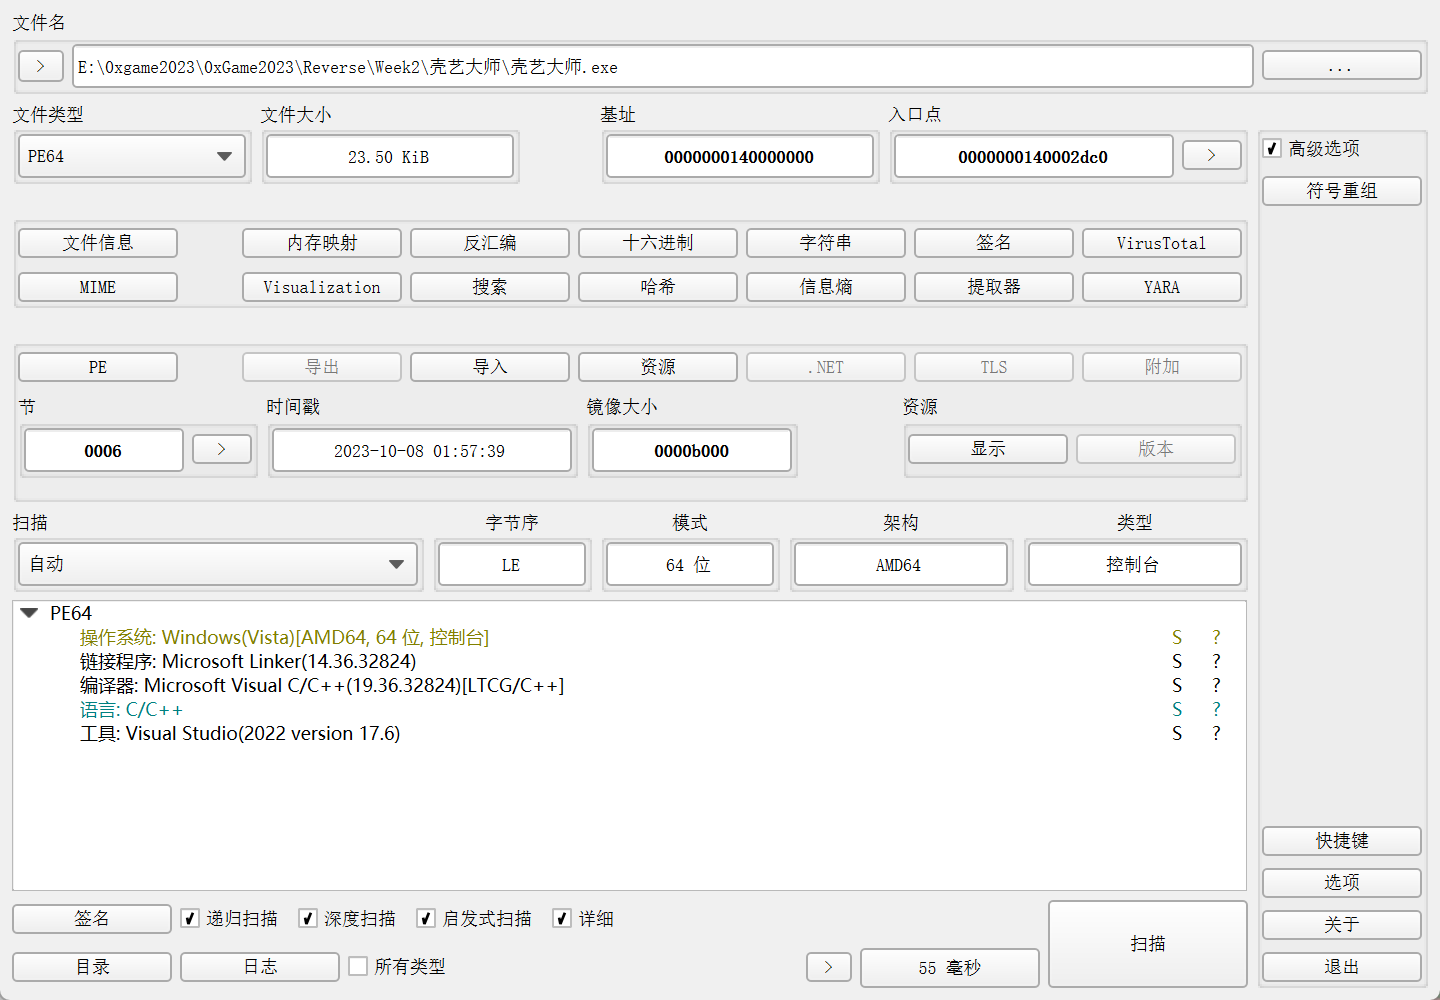 文件名
> E:\0xgame2023\0xGame2023\Reverse\Week2\壳艺大师\壳艺大师.exe ...
文件类型 文件大小 基址 入口点
PE64 23.50 KiB 0000000140000000 0000000140002dc0 >
高级选项
符号重组
文件信息 内存映射 反汇编 十六进制 字符串 签名 VirusTotal
MIME Visualization 搜索 哈希 信息熵 提取器 YARA
PE 导出 导入 资源 .NET TLS 附加
节 时间戳 镜像大小 资源
0006 > 2023-10-08 01:57:39 0000b000 显示 版本
扫描 字节序 模式 架构 类型
自动 LE 64 位 AMD64 控制台
PE64
操作系统: Windows(Vista)[AMD64, 64 位, 控制台] S ?
链接程序: Microsoft Linker(14.36.32824) S ?
编译器: Microsoft Visual C/C++(19.36.32824)[LTCG/C++] S ?
语言: C/C++ S ?
工具: Visual Studio(2022 version 17.6) S ?
快捷键
选项
关于
退出
签名 递归扫描 深度扫描 启发式扫描 详细
目录 日志 所有类型 > 55 毫秒 扫描